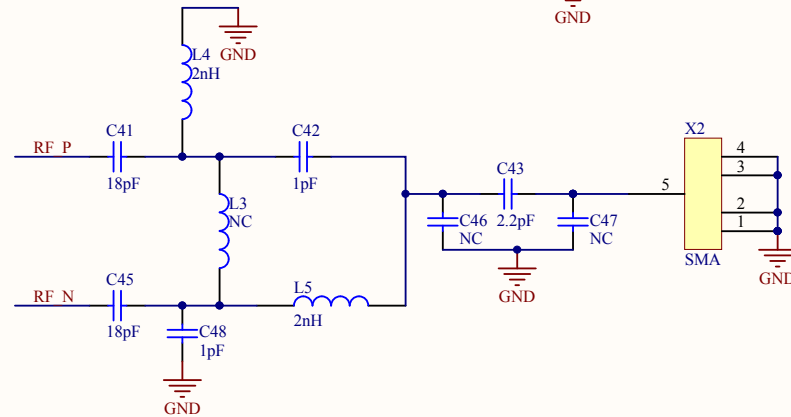 GND
GND
L4
2nH
RF_P
C41
18pF
C42
1pF
X2
4
3
2
1
5
SMA
GND
C43
2.2pF
C46
NC
C47
NC
GND
L3
NC
RF_N
C45
18pF
C48
1pF
L5
2nH
GND